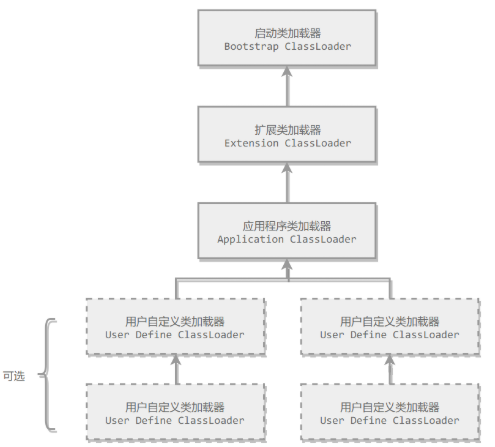 启动类加载器
Bootstrap ClassLoader
扩展类加载器
Extension ClassLoader
应用程序类加载器
Application ClassLoader
用户自定义类加载器
User Define ClassLoader
用户自定义类加载器
User Define ClassLoader
可选
用户自定义类加载器
User Define ClassLoader
用户自定义类加载器
User Define ClassLoader